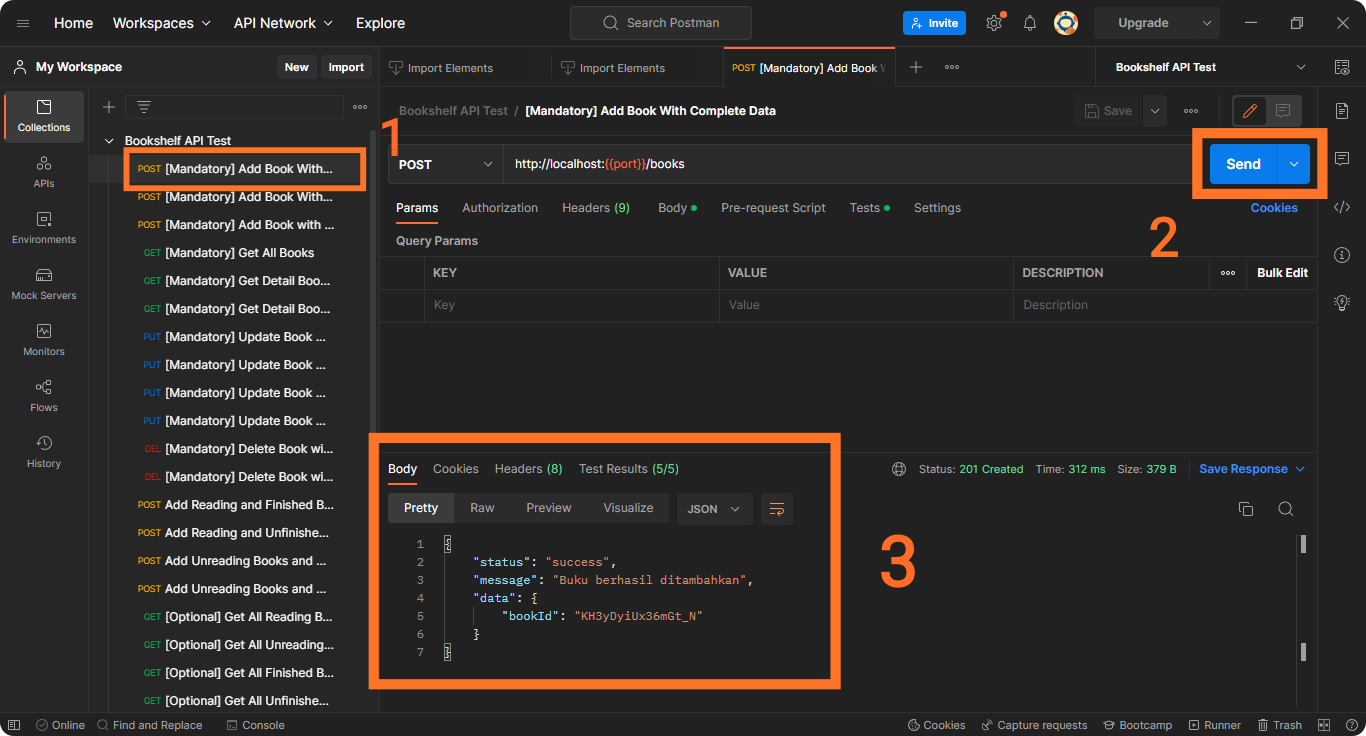 Home Workspaces API Network Explore Search Postman Invite Upgrade
My Workspace New Import Import Elements Import Elements POST [Mandatory] Add Book W Bookshelf API Test
Collections
APIs
Environments
Mock Servers
Monitors
Flows
History
Bookshelf API Test
POST [Mandatory] Add Book With...
POST [Mandatory] Add Book With...
POST [Mandatory] Add Book with ...
GET [Mandatory] Get All Books
GET [Mandatory] Get Detail Boo...
GET [Mandatory] Get Detail Boo...
PUT [Mandatory] Update Book ...
PUT [Mandatory] Update Book ...
PUT [Mandatory] Update Book ...
PUT [Mandatory] Update Book ...
DEL [Mandatory] Delete Book wi...
DEL [Mandatory] Delete Book wi...
POST Add Reading and Finished B...
POST Add Reading and Unfinishe...
POST Add Unreading Books and ...
POST Add Unreading Books and ...
GET [Optional] Get All Reading B...
GET [Optional] Get All Unreading...
GET [Optional] Get All Finished B...
GET [Optional] Get All Unfinishe...
Bookshelf API Test / [Mandatory] Add Book With Complete Data Save
1
POST http://localhost:{{port}}/books Send
2
Params Authorization Headers (9) Body Pre-request Script Tests Settings Cookies
Query Params
KEY VALUE DESCRIPTION Bulk Edit
Key Value Description
Body Cookies Headers (8) Test Results (5/5) Status: 201 Created Time: 312 ms Size: 379 B Save Response
Pretty Raw Preview Visualize JSON
3
1 {
2 "status": "success",
3 "message": "Buku berhasil ditambahkan",
4 "data": {
5 "bookId": "KH3yDyiUx36mGt_N"
6 }
7 }
Online Find and Replace Console Cookies Capture requests Bootcamp Runner Trash